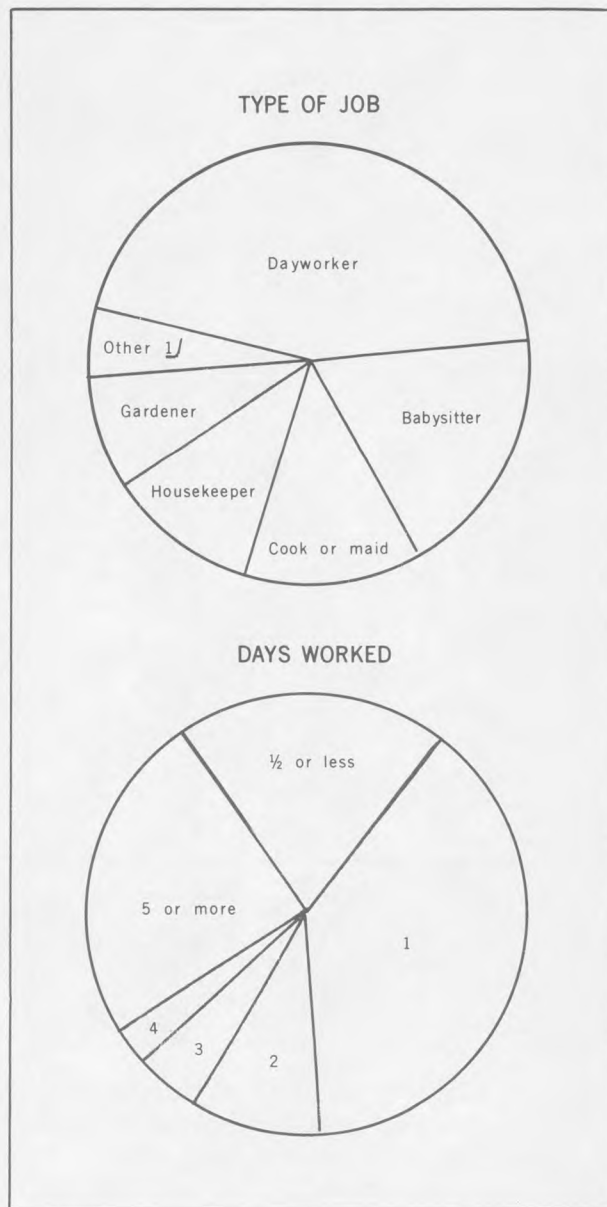 TYPE OF JOB
Dayworker
Other 1/
Gardener
Babysitter
Housekeeper
Cook or maid
DAYS WORKED
½ or less
5 or more
1
4
3
2